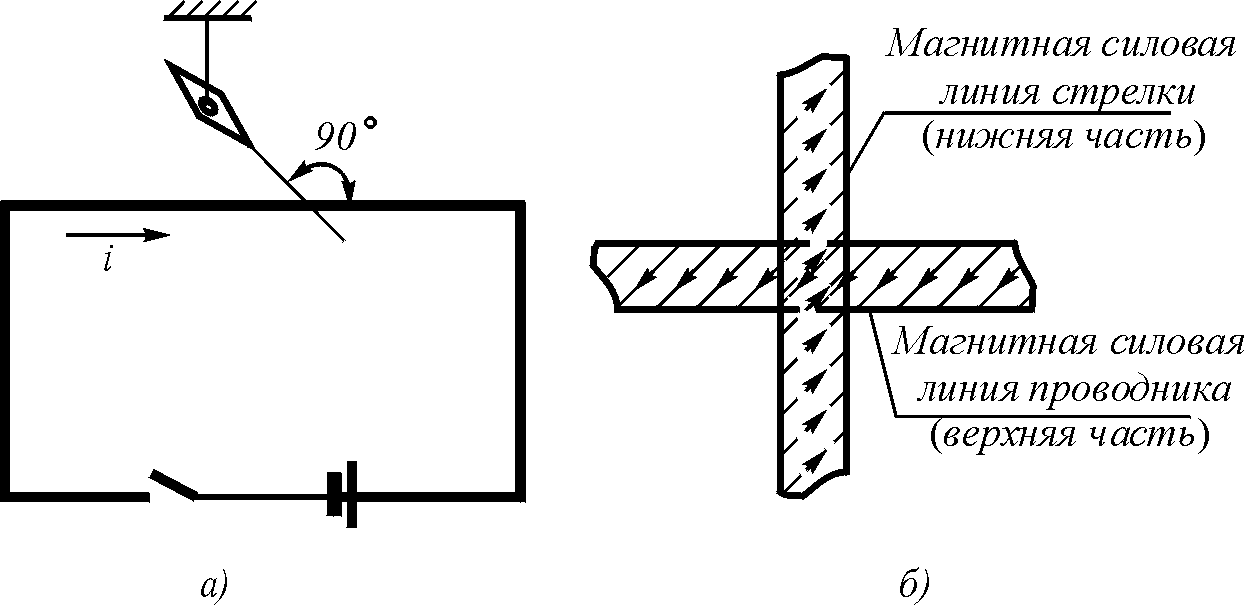 90°
i
а)
Магнитная силовая
линия стрелки
(нижняя часть)
Магнитная силовая
линия проводника
(верхняя часть)
б)